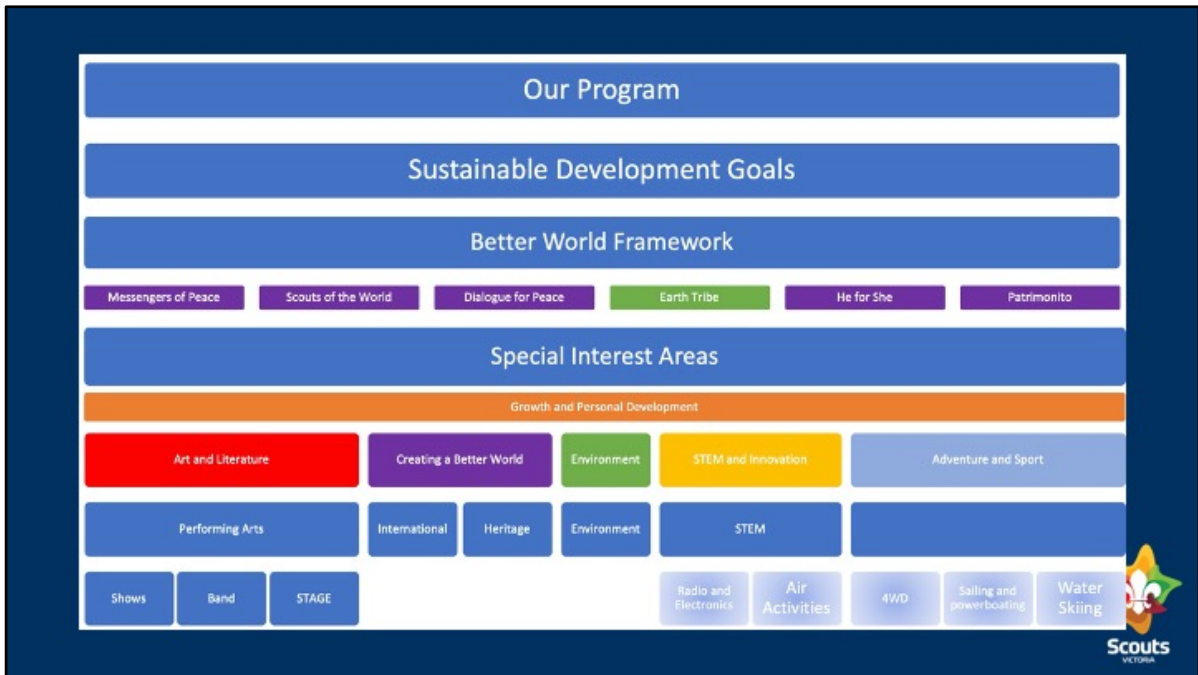 Our Program
Sustainable Development Goals
Better World Framework
Messengers of Peace
Scouts of the World
Dialogue for Peace
Earth Tribe
He for She
Patrimonito
Special Interest Areas
Growth and Personal Development
Art and Literature
Creating a Better World
Environment
STEM and Innovation
Adventure and Sport
Performing Arts
International
Heritage
Environment
STEM
Shows
Band
STAGE
Radio and
Electronics
Air
Activities
4WD
Sailing and
powerboating
Water
Skiing
Scouts
VICTORIA